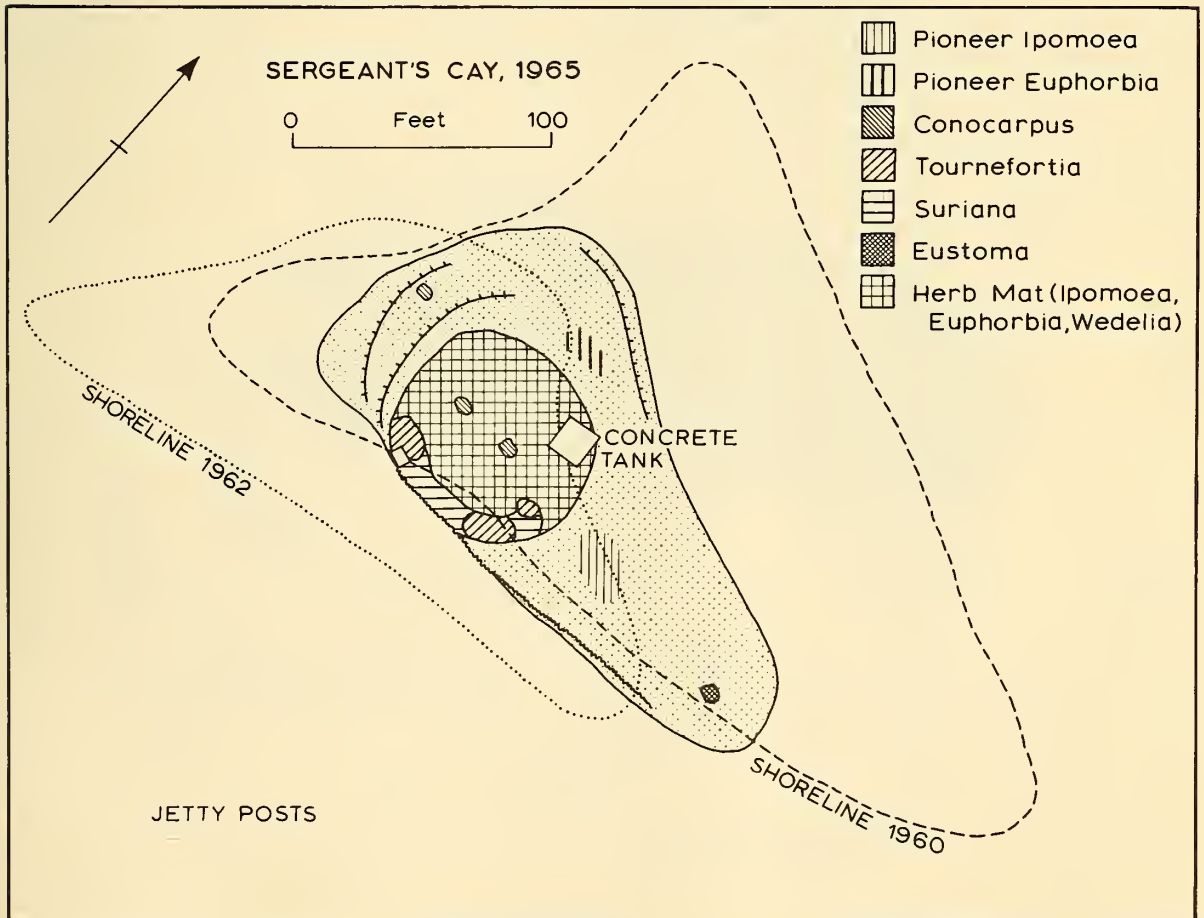 SERGEANT'S CAY, 1965
0 Feet 100
Pioneer Ipomoea
Pioneer Euphorbia
Conocarpus
Tournefortia
Suriana
Eustoma
Herb Mat (Ipomoea,
Euphorbia, Wedelia)
SHORELINE 1962
CONCRETE
TANK
SHORELINE 1960
JETTY POSTS